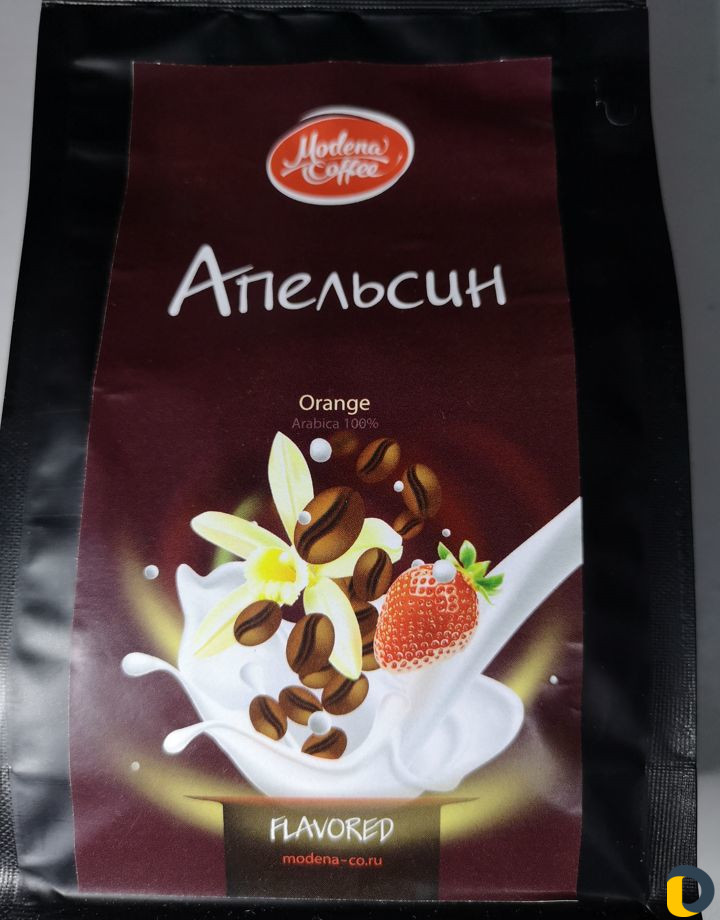 Modena
Coffee
Апельсин
Orange
Arabica 100%
FLAVORED
modena-co.ru